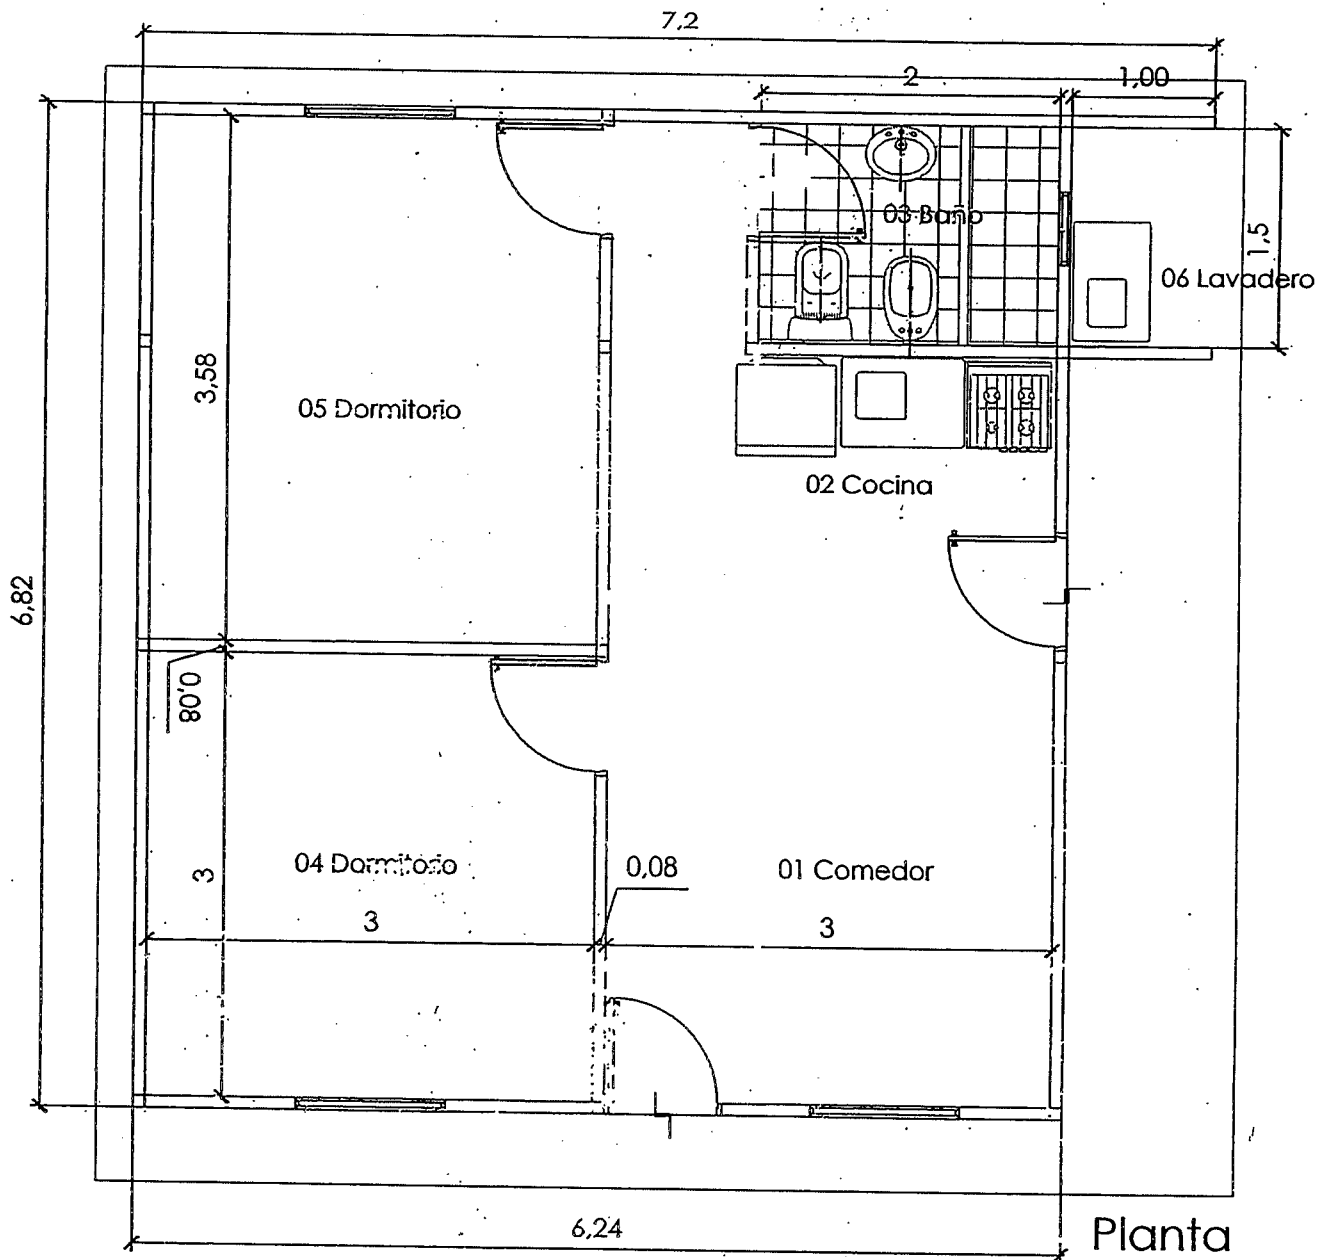 7,2
2
1,00
03 Baño
1,5
06 Lavadero
3,58
05 Dormitorio
02 Cocina
6,82
0,08
04 Dormitorio
0,08
01 Comedor
3
3
3
6,24
Planta